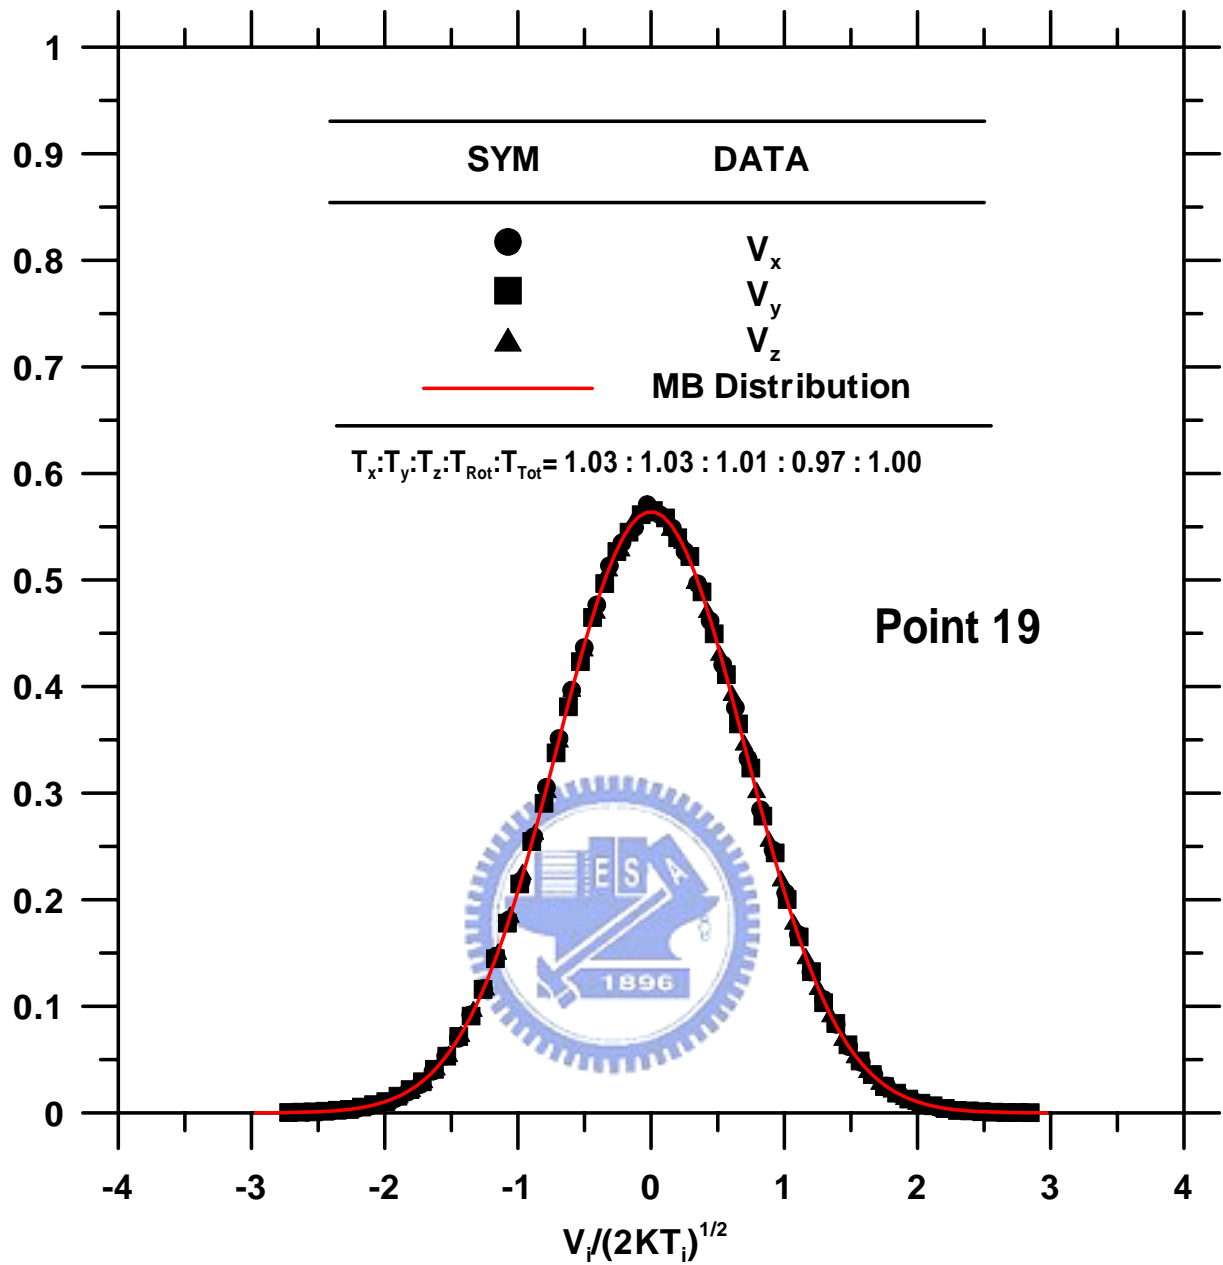 1
0.9
0.8
0.7
0.6
0.5
0.4
0.3
0.2
0.1
0
SYM DATA
Vx
Vy
Vz
MB Distribution
Tx:Ty:Tz:TRot:TTot= 1.03 : 1.03 : 1.01 : 0.97 : 1.00
Point 19
E S A
1896
-4 -3 -2 -1 0 1 2 3 4
Vi/(2KTi)1/2